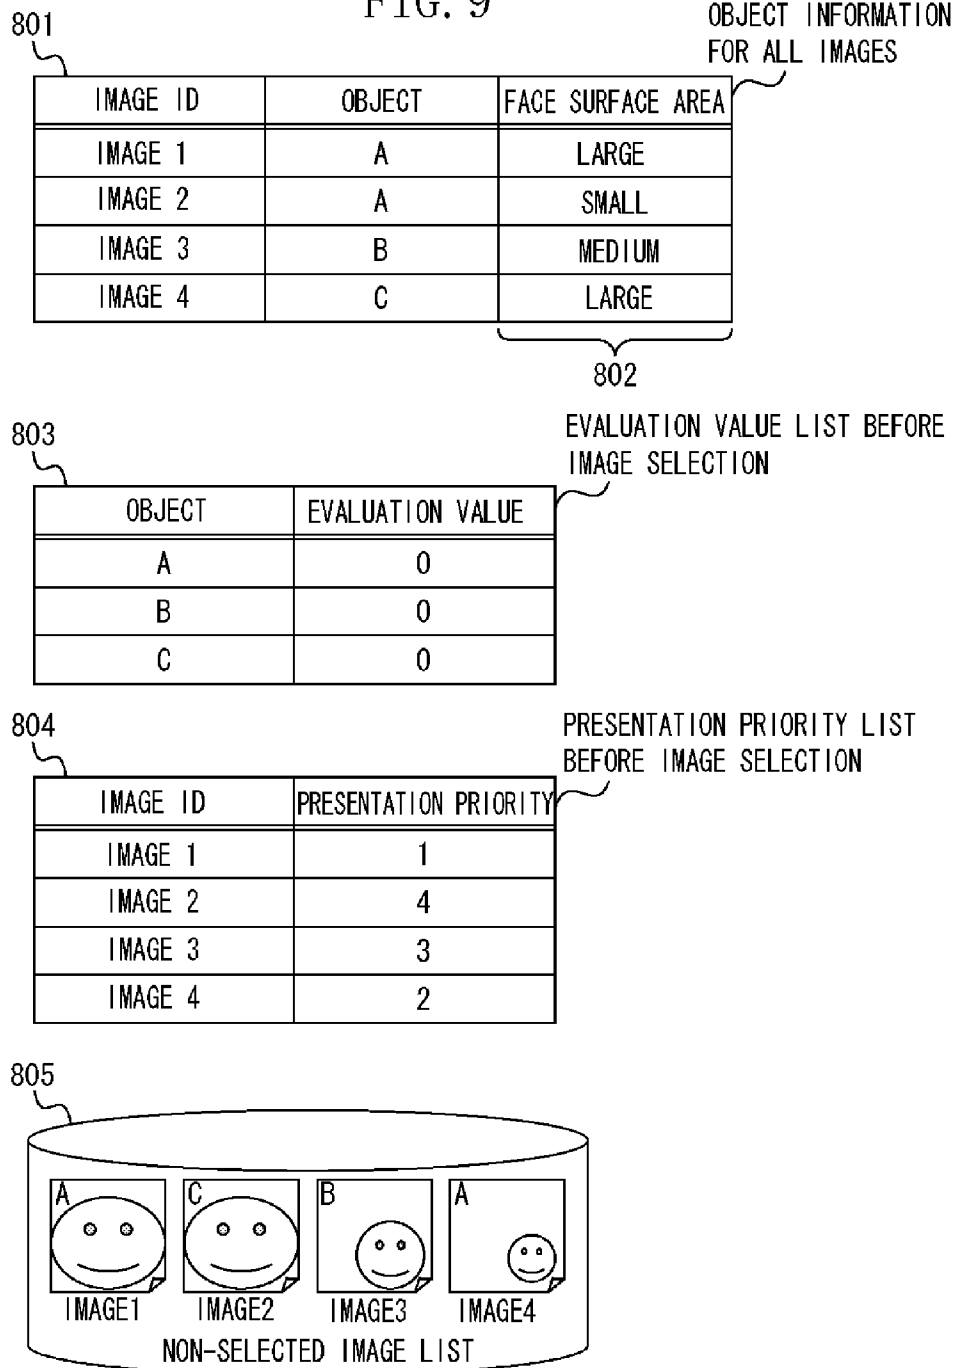 FIG. 9
801
OBJECT INFORMATION
FOR ALL IMAGES
IMAGE ID OBJECT FACE SURFACE AREA
IMAGE 1 A LARGE
IMAGE 2 A SMALL
IMAGE 3 B MEDIUM
IMAGE 4 C LARGE
802
803
EVALUATION VALUE LIST BEFORE
IMAGE SELECTION
OBJECT EVALUATION VALUE
A 0
B 0
C 0
804
PRESENTATION PRIORITY LIST
BEFORE IMAGE SELECTION
IMAGE ID PRESENTATION PRIORITY
IMAGE 1 1
IMAGE 2 4
IMAGE 3 3
IMAGE 4 2
805
A C B A
IMAGE1 IMAGE2 IMAGE3 IMAGE4
NON-SELECTED IMAGE LIST